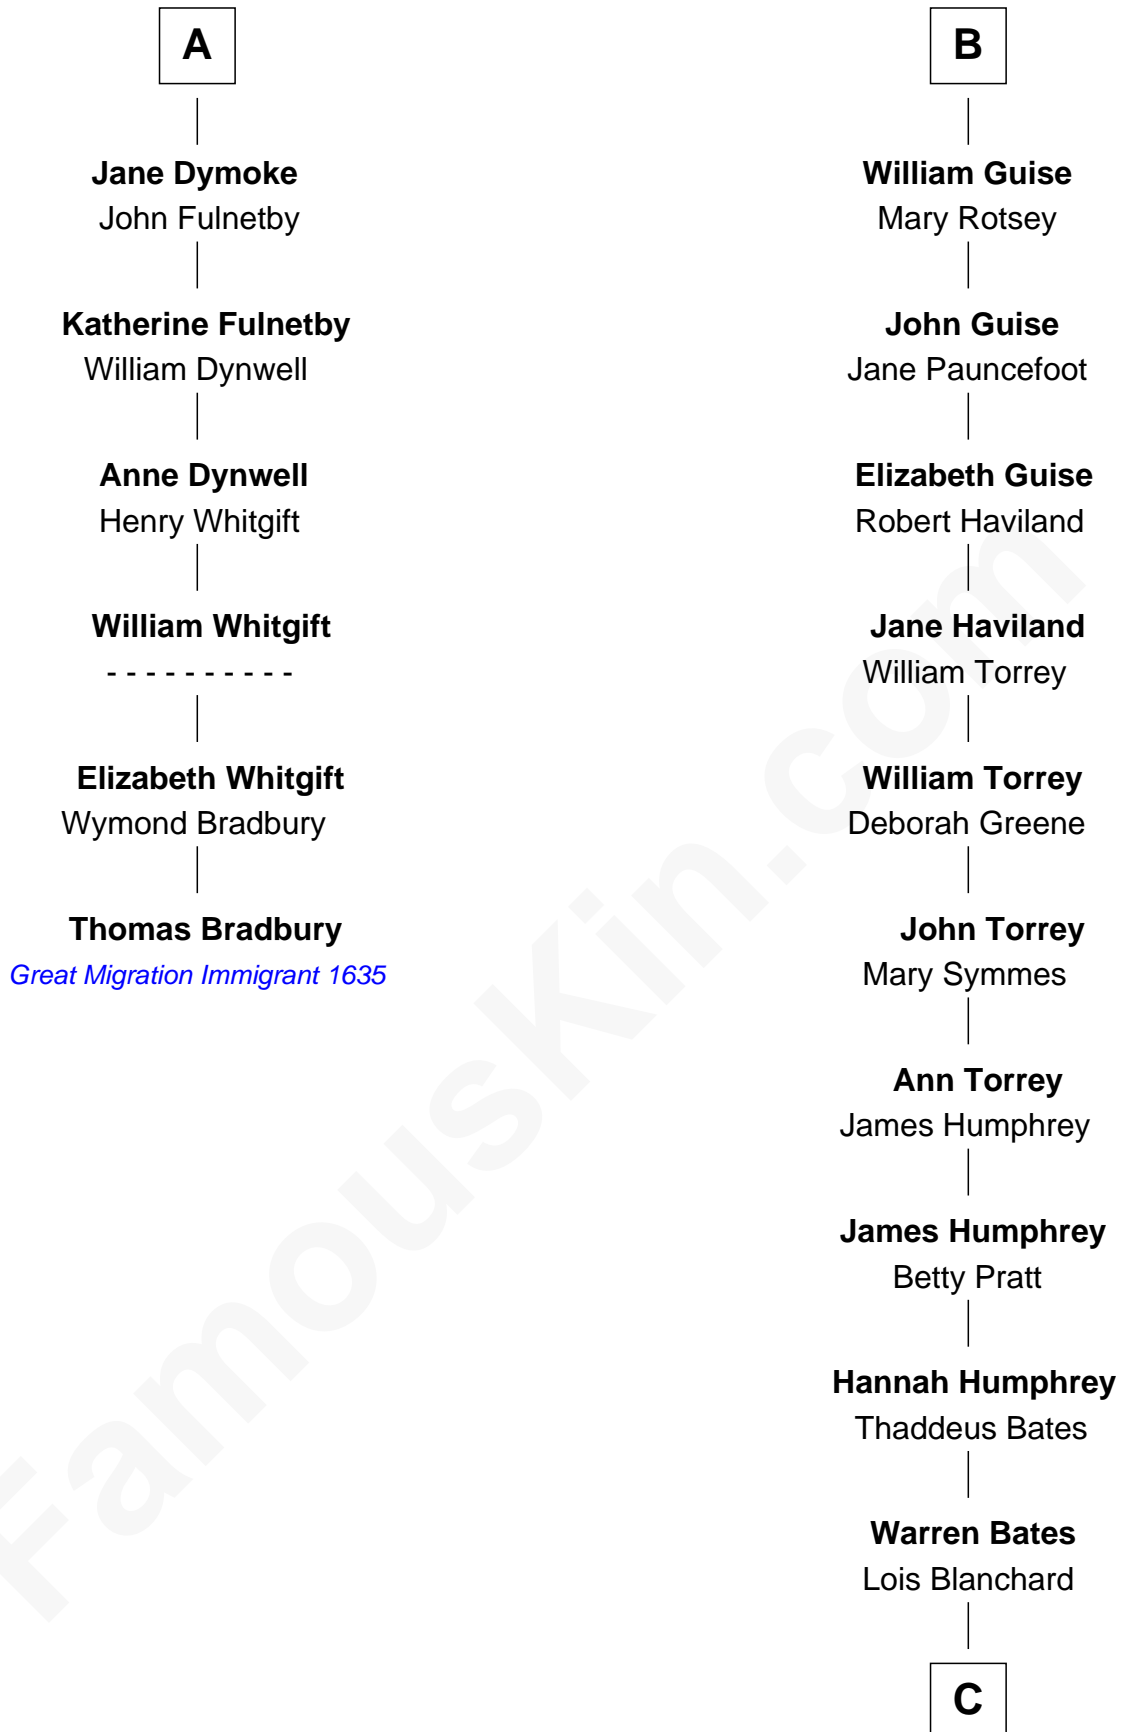 A
Jane Dymoke
John Fulnetby
Katherine Fulnetby
William Dynwell
Anne Dynwell
Henry Whitgift
William Whitgift
- - - - - - - - - -
Elizabeth Whitgift
Wymond Bradbury
Thomas Bradbury
Great Migration Immigrant 1635
B
William Guise
Mary Rotsey
John Guise
Jane Pauncefoot
Elizabeth Guise
Robert Haviland
Jane Haviland
William Torrey
William Torrey
Deborah Greene
John Torrey
Mary Symmes
Ann Torrey
James Humphrey
James Humphrey
Betty Pratt
Hannah Humphrey
Thaddeus Bates
Warren Bates
Lois Blanchard
C
FamousKin.com